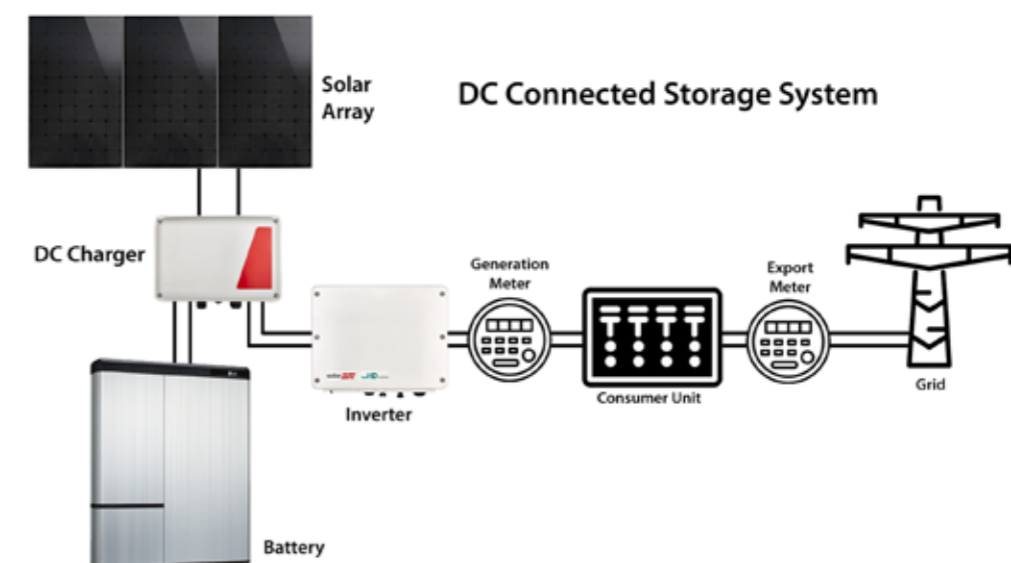 Solar
Array
DC Connected Storage System
DC Charger
Generation
Meter
Export
Meter
Inverter
Consumer Unit
Grid
Battery